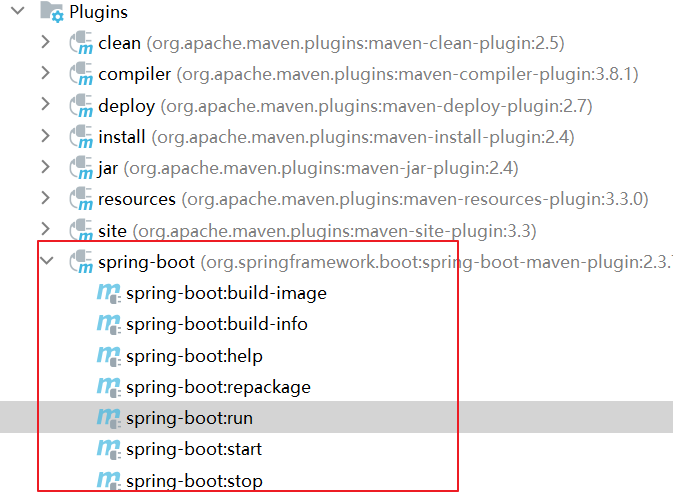 Plugins
clean (org.apache.maven.plugins:maven-clean-plugin:2.5)
compiler (org.apache.maven.plugins:maven-compiler-plugin:3.8.1)
deploy (org.apache.maven.plugins:maven-deploy-plugin:2.7)
install (org.apache.maven.plugins:maven-install-plugin:2.4)
jar (org.apache.maven.plugins:maven-jar-plugin:2.4)
resources (org.apache.maven.plugins:maven-resources-plugin:3.3.0)
site (org.apache.maven.plugins:maven-site-plugin:3.3)
spring-boot (org.springframework.boot:spring-boot-maven-plugin:2.3.7
spring-boot:build-image
spring-boot:build-info
spring-boot:help
spring-boot:repackage
spring-boot:run
spring-boot:start
spring-boot:stop